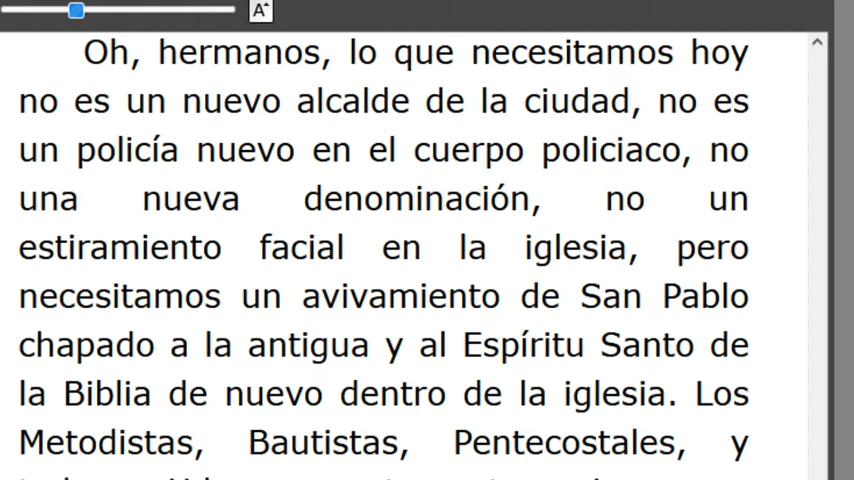 A
Oh, hermanos, lo que necesitamos hoy
no es un nuevo alcalde de la ciudad, no es
un policía nuevo en el cuerpo policiaco, no
una nueva denominación, no un
estiramiento facial en la iglesia, pero
necesitamos un avivamiento de San Pablo
chapado a la antigua y al Espíritu Santo de
la Biblia de nuevo dentro de la iglesia. Los
Metodistas, Bautistas, Pentecostales, y